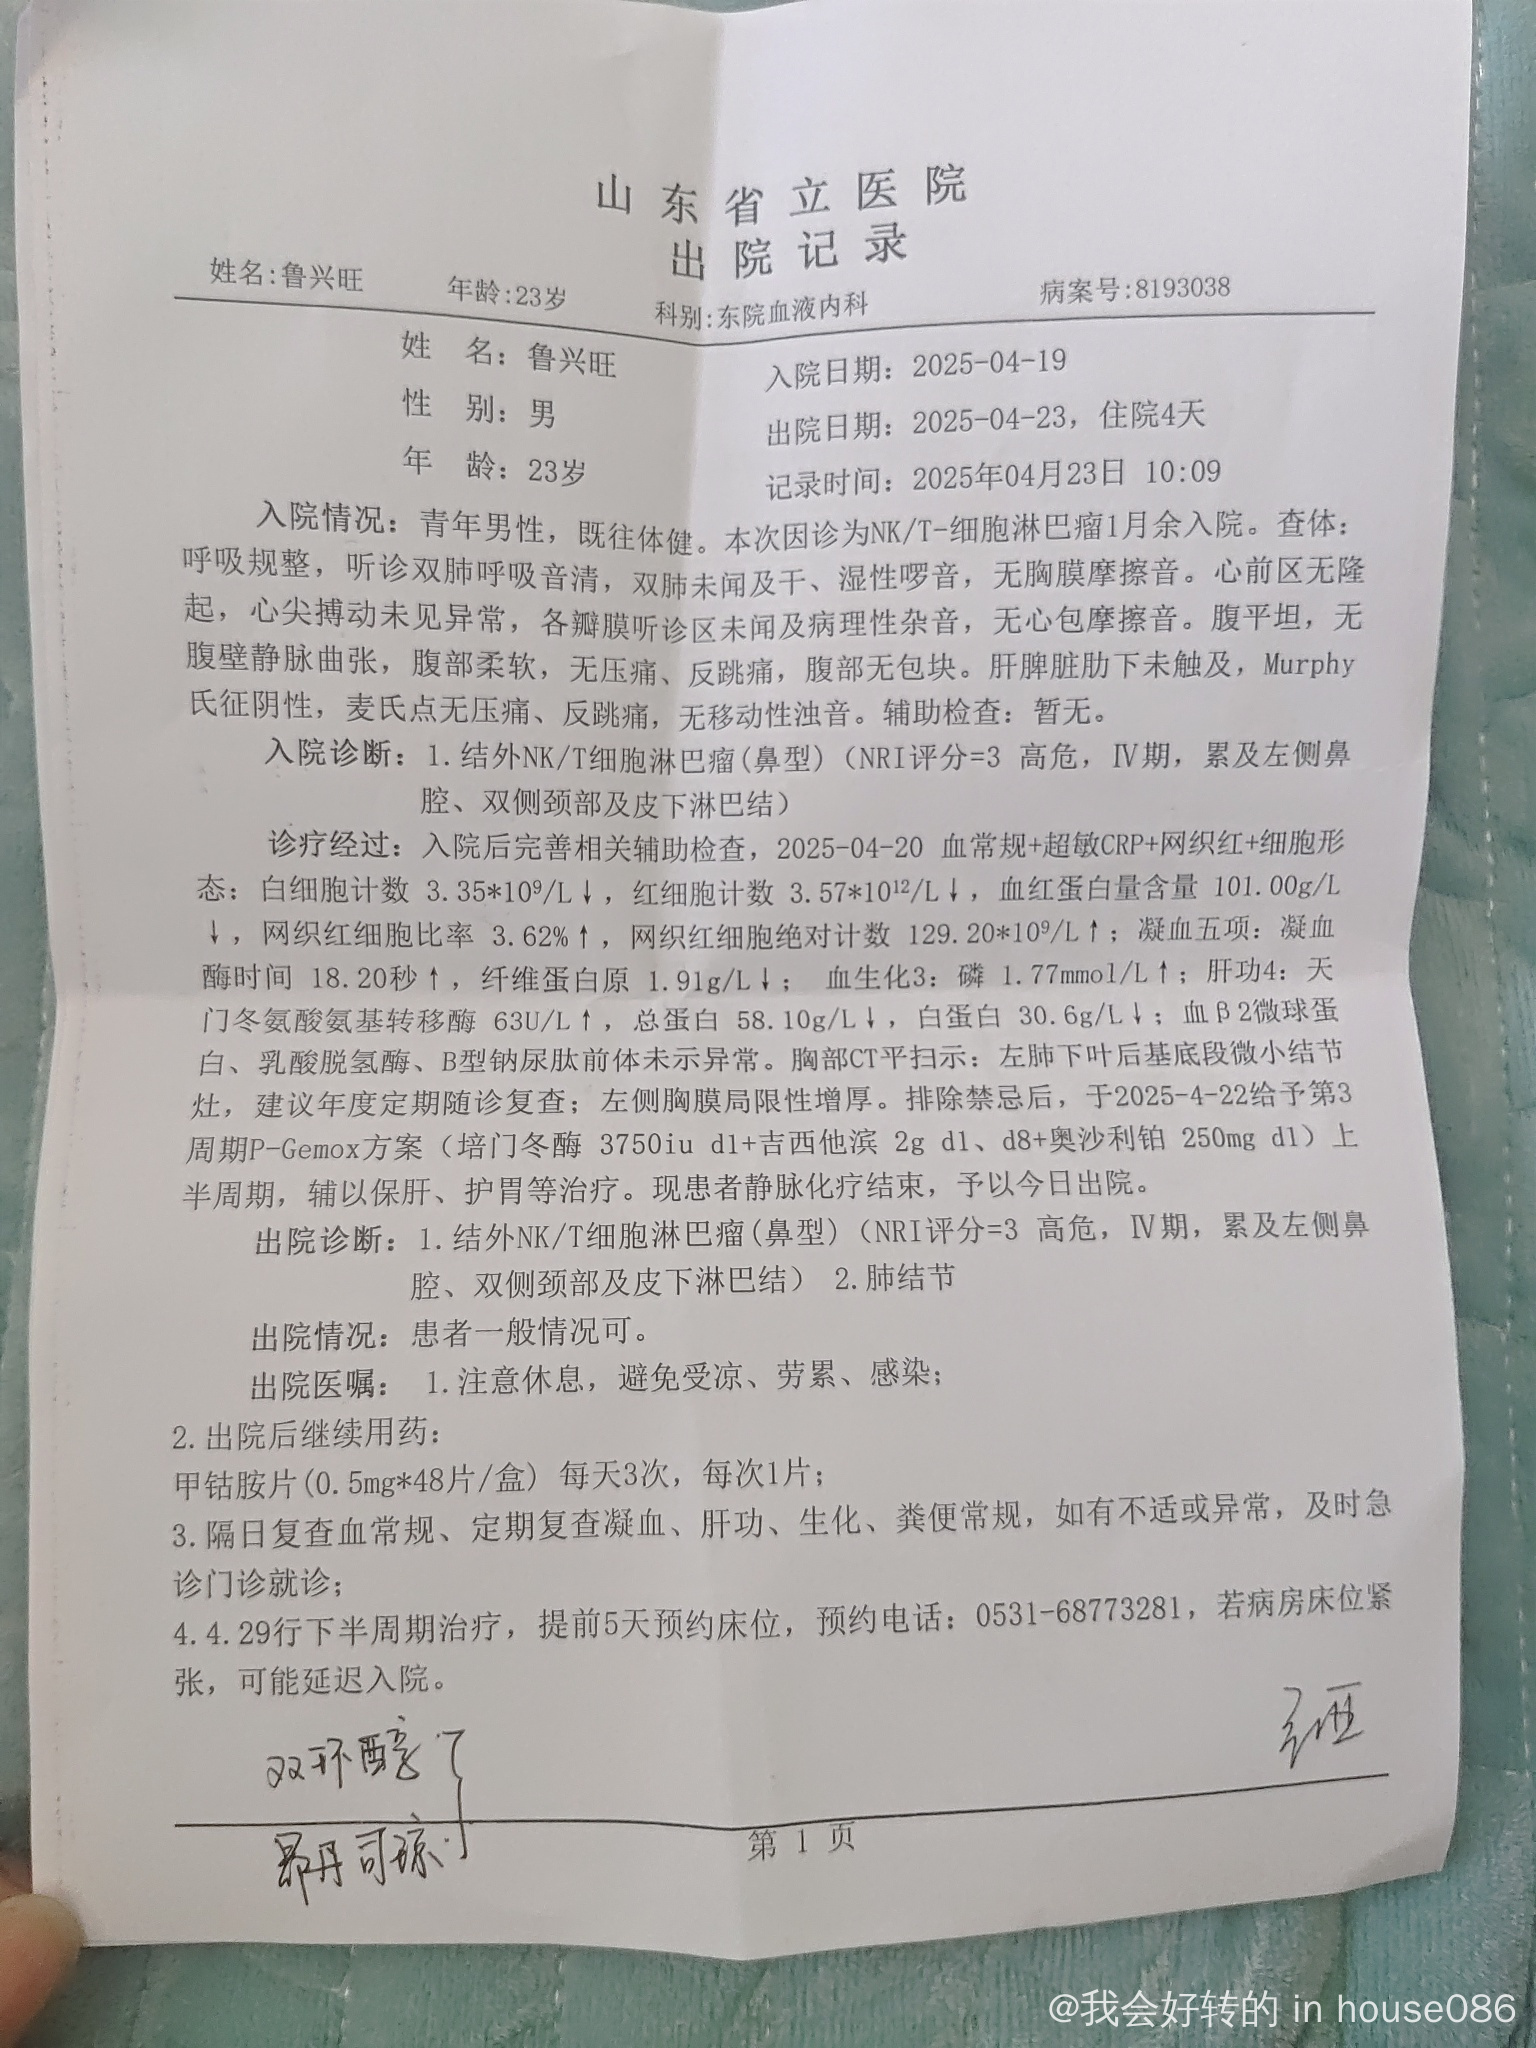 山东省立医院
出院记录
姓名:鲁兴旺 年龄:23岁 科别:东院血液内科 病案号:8193038
姓 名：鲁兴旺 入院日期：2025-04-19
性 别：男 出院日期：2025-04-23，住院4天
年 龄：23岁 记录时间：2025年04月23日 10:09
入院情况：青年男性，既往体健。本次因诊为NK/T-细胞淋巴瘤1月余入院。查体：
呼吸规整，听诊双肺呼吸音清，双肺未闻及干、湿性啰音，无胸膜摩擦音。心前区无隆
起，心尖搏动未见异常，各瓣膜听诊区未闻及病理性杂音，无心包摩擦音。腹平坦，无
腹壁静脉曲张，腹部柔软，无压痛、反跳痛，腹部无包块。肝脾脏肋下未触及，Murphy
氏征阴性，麦氏点无压痛、反跳痛，无移动性浊音。辅助检查：暂无。
入院诊断：1.结外NK/T细胞淋巴瘤(鼻型)（NRI评分=3 高危，Ⅳ期，累及左侧鼻
腔、双侧颈部及皮下淋巴结）
诊疗经过：入院后完善相关辅助检查，2025-04-20 血常规+超敏CRP+网织红+细胞形
态：白细胞计数 3.35*10⁹/L↓，红细胞计数 3.57*10¹²/L↓，血红蛋白量含量 101.00g/L
↓，网织红细胞比率 3.62%↑，网织红细胞绝对计数 129.20*10⁹/L↑；凝血五项：凝血
酶时间 18.20秒↑，纤维蛋白原 1.91g/L↓； 血生化3：磷 1.77mmol/L↑；肝功4：天
门冬氨酸氨基转移酶 63U/L↑，总蛋白 58.10g/L↓，白蛋白 30.6g/L↓；血β2微球蛋
白、乳酸脱氢酶、B型钠尿肽前体未示异常。胸部CT平扫示：左肺下叶后基底段微小结节
灶，建议年度定期随诊复查；左侧胸膜局限性增厚。排除禁忌后，于2025-4-22给予第3
周期P-Gemox方案（培门冬酶 3750iu d1+吉西他滨 2g d1、d8+奥沙利铂 250mg d1）上
半周期，辅以保肝、护胃等治疗。现患者静脉化疗结束，予以今日出院。
出院诊断：1.结外NK/T细胞淋巴瘤(鼻型)（NRI评分=3 高危，Ⅳ期，累及左侧鼻
腔、双侧颈部及皮下淋巴结） 2.肺结节
出院情况：患者一般情况可。
出院医嘱： 1.注意休息，避免受凉、劳累、感染；
2.出院后继续用药：
甲钴胺片(0.5mg*48片/盒) 每天3次，每次1片；
3.隔日复查血常规、定期复查凝血、肝功、生化、粪便常规，如有不适或异常，及时急
诊门诊就诊；
4.4.29行下半周期治疗，提前5天预约床位，预约电话：0531-68773281，若病房床位紧
张，可能延迟入院。
双环醇
昂丹司琼
第 1 页
@我会好转的 in house086